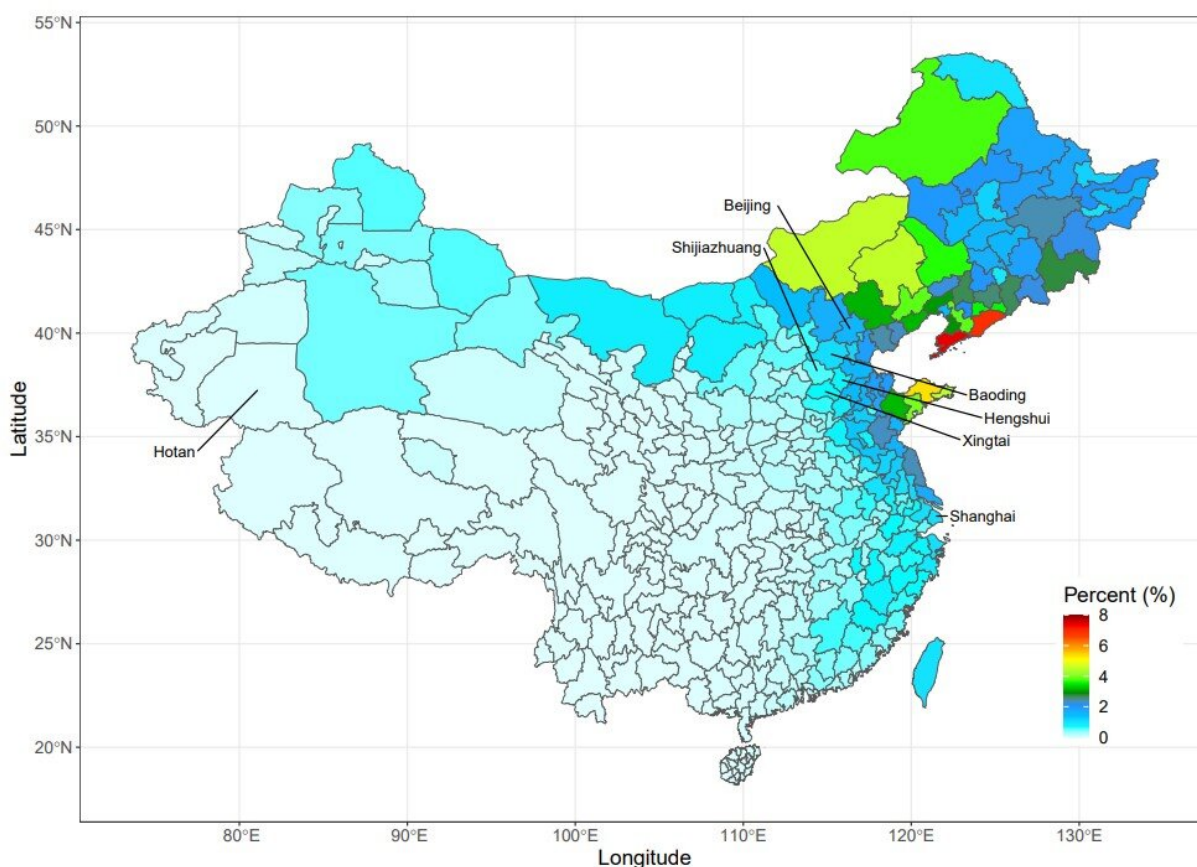 55°N
50°N
45°N
40°N
35°N
30°N
25°N
20°N
Latitude
Beijing
Shijiazhuang
Hotan
Baoding
Hengshui
Xingtai
Shanghai
Percent (%)
8
6
4
2
0
80°E
90°E
100°E
110°E
120°E
130°E
Longitude